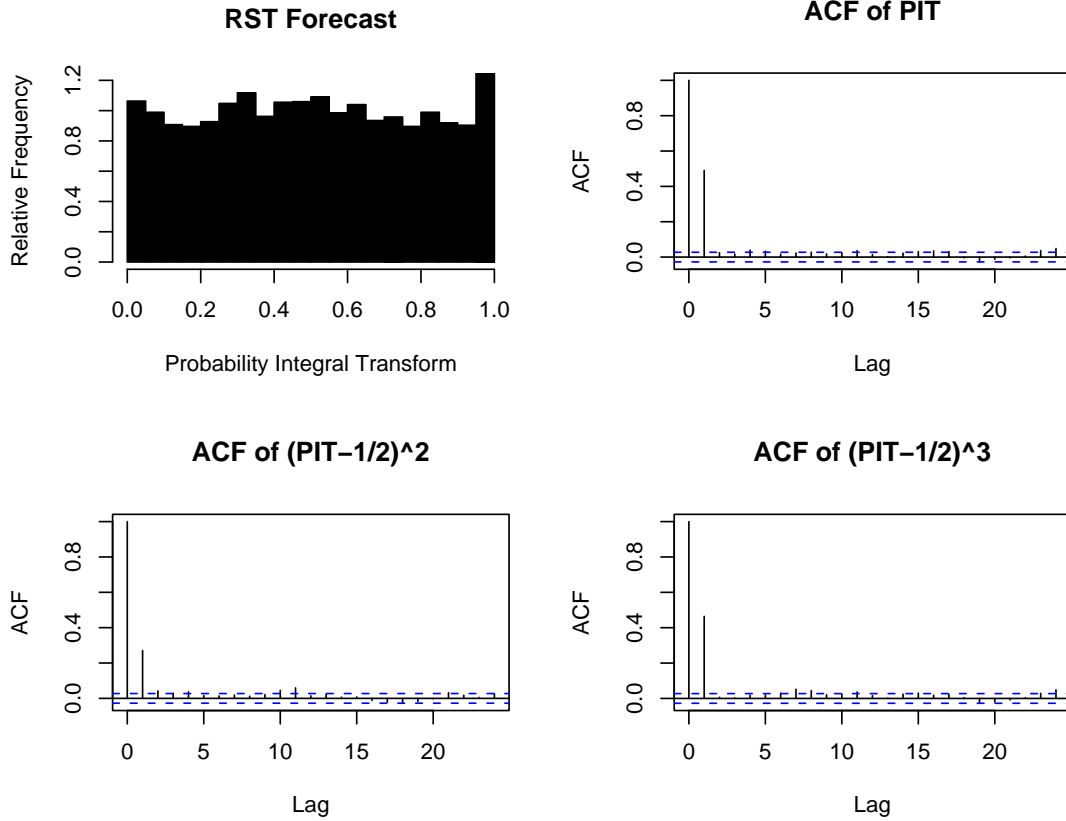 RST Forecast
Relative Frequency
0.0 0.4 0.8 1.2
0.0 0.2 0.4 0.6 0.8 1.0
Probability Integral Transform
ACF of PIT
ACF
0.0 0.4 0.8
0 5 10 15 20
Lag
ACF of (PIT−1/2)^2
ACF
0.0 0.4 0.8
0 5 10 15 20
Lag
ACF of (PIT−1/2)^3
ACF
0.0 0.4 0.8
0 5 10 15 20
Lag